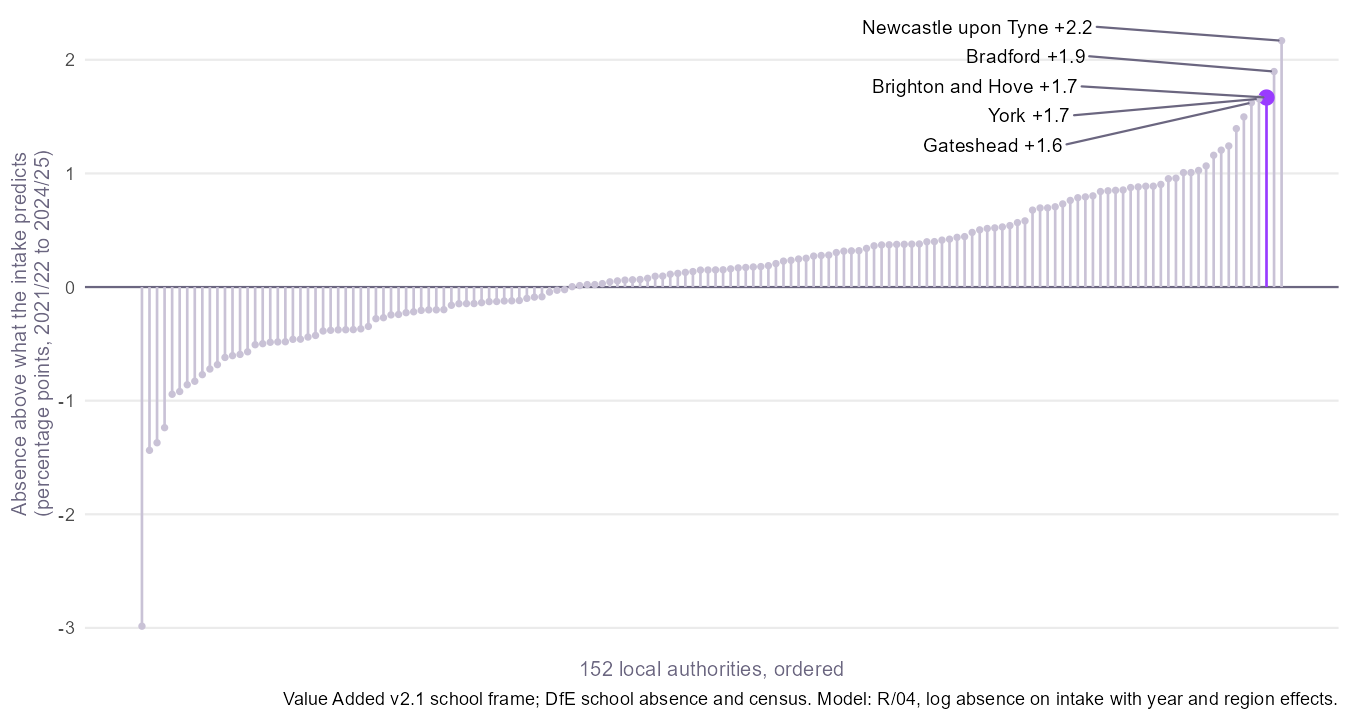 Newcastle upon Tyne +2.2
Bradford +1.9
Brighton and Hove +1.7
York +1.7
Gateshead +1.6
2
1
0
-1
-2
-3
Absence above what the intake predicts
(percentage points, 2021/22 to 2024/25)
152 local authorities, ordered
Value Added v2.1 school frame; DfE school absence and census. Model: R/04, log absence on intake with year and region effects.